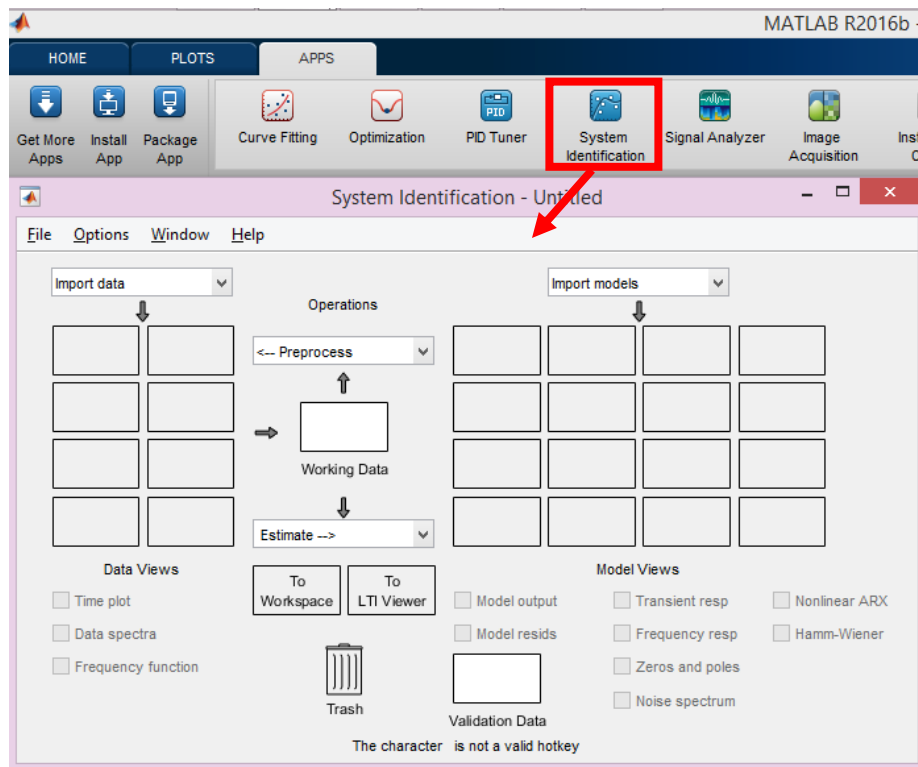 MATLAB R2016b -
HOME PLOTS APPS
Get More Apps
Install App
Package App
Curve Fitting
Optimization
PID
PID Tuner
System Identification
Signal Analyzer
Image Acquisition
System Identification - Untitled
File Options Window Help
Import data
Import models
Operations
<-- Preprocess
Working Data
Estimate -->
Data Views
Time plot
Data spectra
Frequency function
To Workspace
To LTI Viewer
Trash
Model Views
Model output
Transient resp
Nonlinear ARX
Model resids
Frequency resp
Hamm-Wiener
Zeros and poles
Noise spectrum
Validation Data
The character is not a valid hotkey